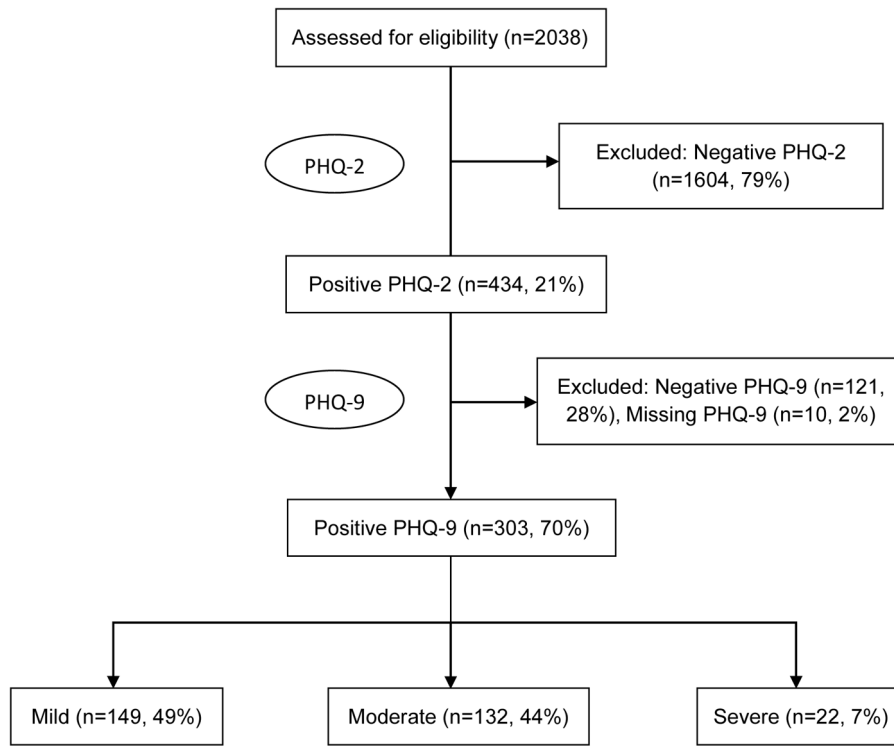 Assessed for eligibility (n=2038)
PHQ-2
Excluded: Negative PHQ-2
(n=1604, 79%)
Positive PHQ-2 (n=434, 21%)
PHQ-9
Excluded: Negative PHQ-9 (n=121,
28%), Missing PHQ-9 (n=10, 2%)
Positive PHQ-9 (n=303, 70%)
Mild (n=149, 49%)
Moderate (n=132, 44%)
Severe (n=22, 7%)